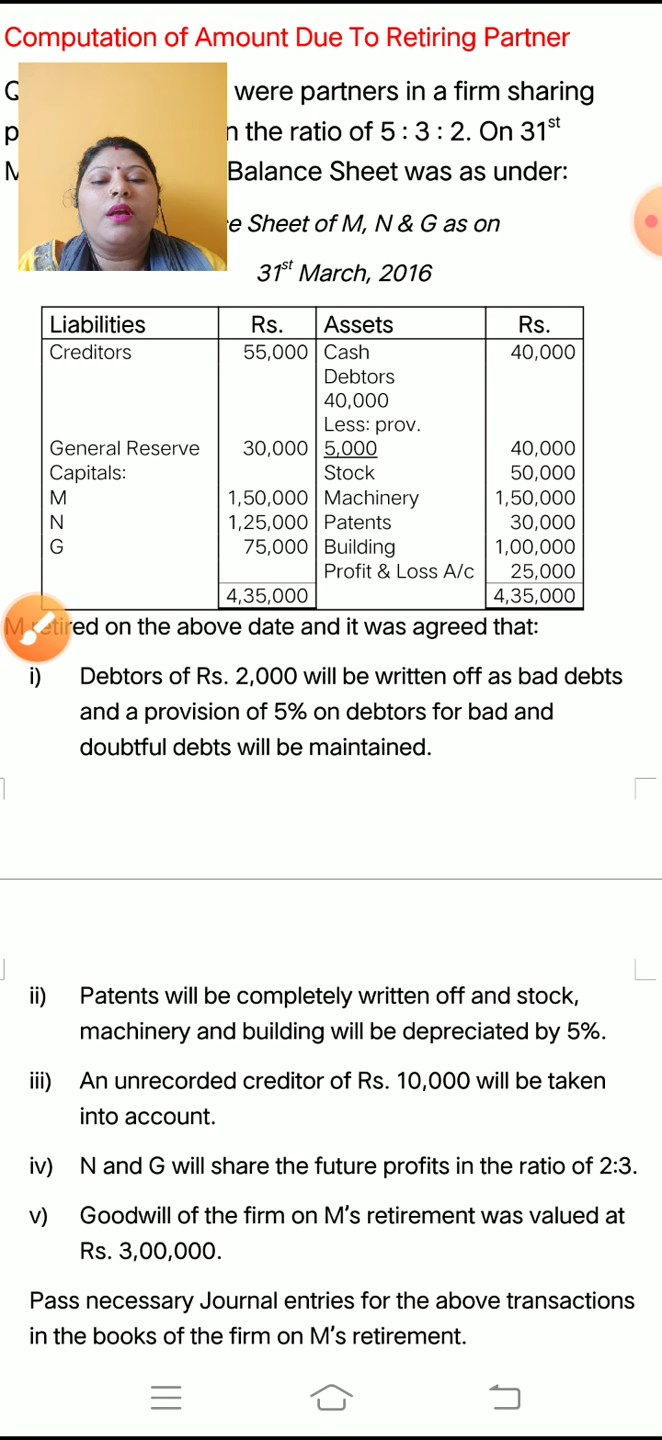 Computation of Amount Due To Retiring Partner
were partners in a firm sharing
n the ratio of 5 : 3 : 2. On 31st
Balance Sheet was as under:
e Sheet of M, N & G as on
31st March, 2016
Liabilities Rs. Assets Rs.
Creditors 55,000 Cash 40,000
Debtors
40,000
Less: prov.
General Reserve 30,000 5,000 40,000
Capitals: Stock 50,000
M 1,50,000 Machinery 1,50,000
N 1,25,000 Patents 30,000
G 75,000 Building 1,00,000
Profit & Loss A/c 25,000
4,35,000 4,35,000
M retired on the above date and it was agreed that:
i) Debtors of Rs. 2,000 will be written off as bad debts
and a provision of 5% on debtors for bad and
doubtful debts will be maintained.
ii) Patents will be completely written off and stock,
machinery and building will be depreciated by 5%.
iii) An unrecorded creditor of Rs. 10,000 will be taken
into account.
iv) N and G will share the future profits in the ratio of 2:3.
v) Goodwill of the firm on M’s retirement was valued at
Rs. 3,00,000.
Pass necessary Journal entries for the above transactions
in the books of the firm on M’s retirement.